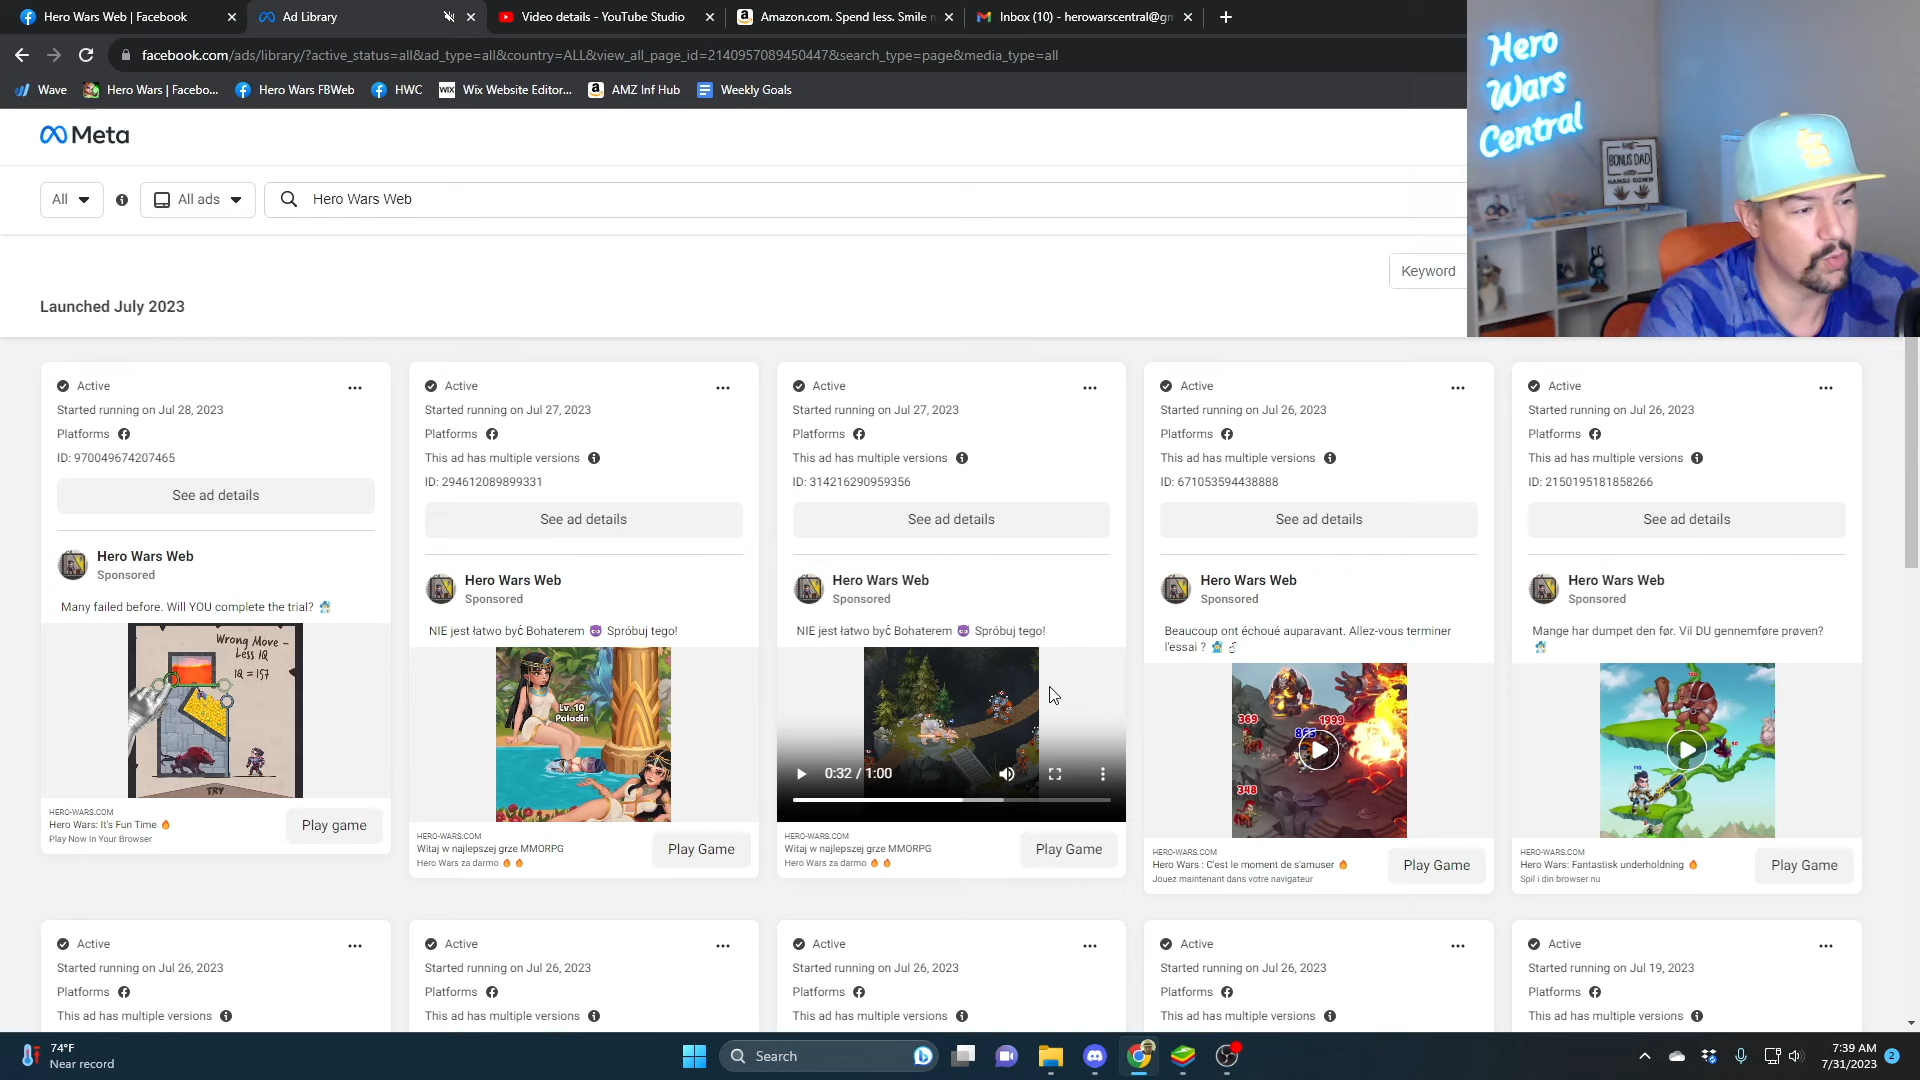 Hero Wars Web | Facebook
Ad Library
Video details - YouTube Studio
Amazon.com. Spend less. Smile m
Inbox (10) - herowarscentral@gm
facebook.com/ads/library/?active_status=all&ad_type=all&country=ALL&view_all_page_id=2140957089450447&search_type=page&media_type=all
Wave
Hero Wars | Facebo...
Hero Wars FBWeb
HWC
WIX
Wix Website Editor...
AMZ Inf Hub
Weekly Goals
Hero
Wars
Central
BONUS DAD
Meta
All
All ads
Hero Wars Web
Keyword
Launched July 2023
Active
Started running on Jul 28, 2023
Platforms
ID: 970049674207465
See ad details
Hero Wars Web
Sponsored
Many failed before. Will YOU complete the trial?
Wrong Move -
Less IQ
IQ = 157
TRY
HERO-WARS.COM
Hero Wars: It's Fun Time
Play Now In Your Browser
Play game
Active
Started running on Jul 27, 2023
Platforms
This ad has multiple versions
ID: 294612089899331
See ad details
Hero Wars Web
Sponsored
NIE jest łatwo być Bohaterem 😈 Spróbuj tego!
Lv. 10
Paladin
HERO-WARS.COM
Witaj w najlepszej grze MMORPG
Hero Wars za darmo
Play Game
Active
Started running on Jul 27, 2023
Platforms
This ad has multiple versions
ID: 314216290959356
See ad details
Hero Wars Web
Sponsored
NIE jest łatwo być Bohaterem 😈 Spróbuj tego!
0:32 / 1:00
HERO-WARS.COM
Witaj w najlepszej grze MMORPG
Hero Wars za darmo
Play Game
Active
Started running on Jul 26, 2023
Platforms
This ad has multiple versions
ID: 671053594438888
See ad details
Hero Wars Web
Sponsored
Beaucoup ont échoué auparavant. Allez-vous terminer
l'essai ?
369
1999
865
348
HERO-WARS.COM
Hero Wars : C'est le moment de s'amuser
Jouez maintenant dans votre navigateur
Play Game
Active
Started running on Jul 26, 2023
Platforms
This ad has multiple versions
ID: 2150195181858266
See ad details
Hero Wars Web
Sponsored
Mange har dumpet den før. Vil DU gennemføre prøven?
HERO-WARS.COM
Hero Wars: Fantastisk underholdning
Spil i din browser nu
Play Game
Active
Started running on Jul 26, 2023
Platforms
This ad has multiple versions
Active
Started running on Jul 26, 2023
Platforms
This ad has multiple versions
Active
Started running on Jul 26, 2023
Platforms
This ad has multiple versions
Active
Started running on Jul 26, 2023
Platforms
This ad has multiple versions
Active
Started running on Jul 19, 2023
Platforms
This ad has multiple versions
74°F
Near record
Search
7:39 AM
7/31/2023
2